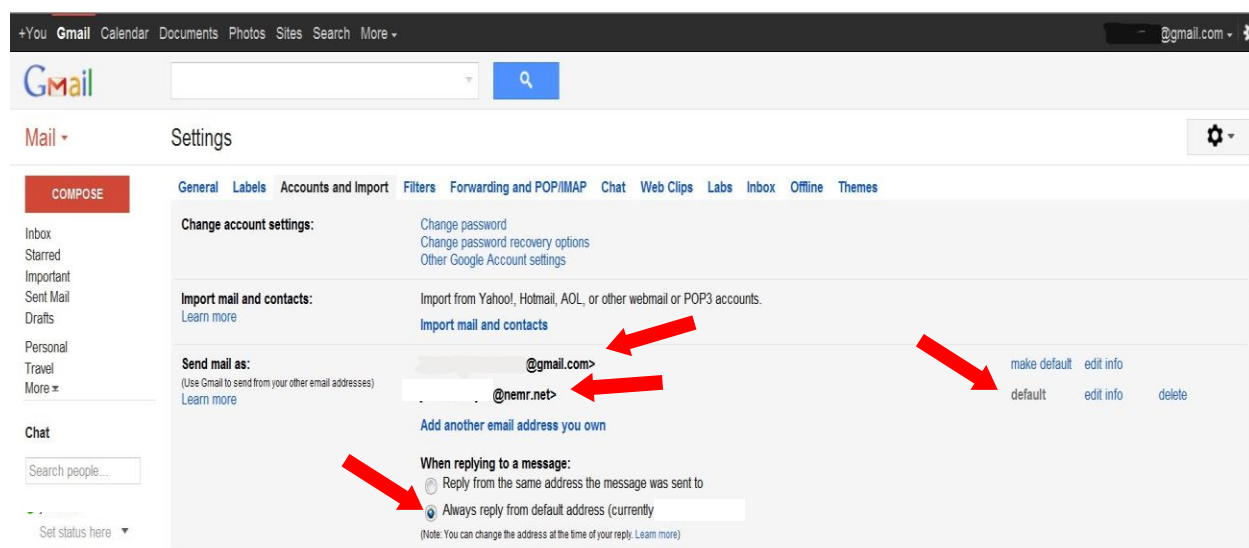 +You Gmail Calendar Documents Photos Sites Search More
@gmail.com
Gmail
Mail
Settings
COMPOSE
General Labels Accounts and Import Filters Forwarding and POP/IMAP Chat Web Clips Labs Inbox Offline Themes
Inbox
Starred
Important
Sent Mail
Drafts
Personal
Travel
More
Chat
Search people...
Set status here
Change account settings:
Change password
Change password recovery options
Other Google Account settings
Import mail and contacts:
Learn more
Import from Yahoo!, Hotmail, AOL, or other webmail or POP3 accounts.
Import mail and contacts
Send mail as:
(Use Gmail to send from your other email addresses)
Learn more
@gmail.com> make default edit info
@nemr.net> default edit info delete
Add another email address you own
When replying to a message:
Reply from the same address the message was sent to
Always reply from default address (currently
(Note: You can change the address at the time of your reply. Learn more)